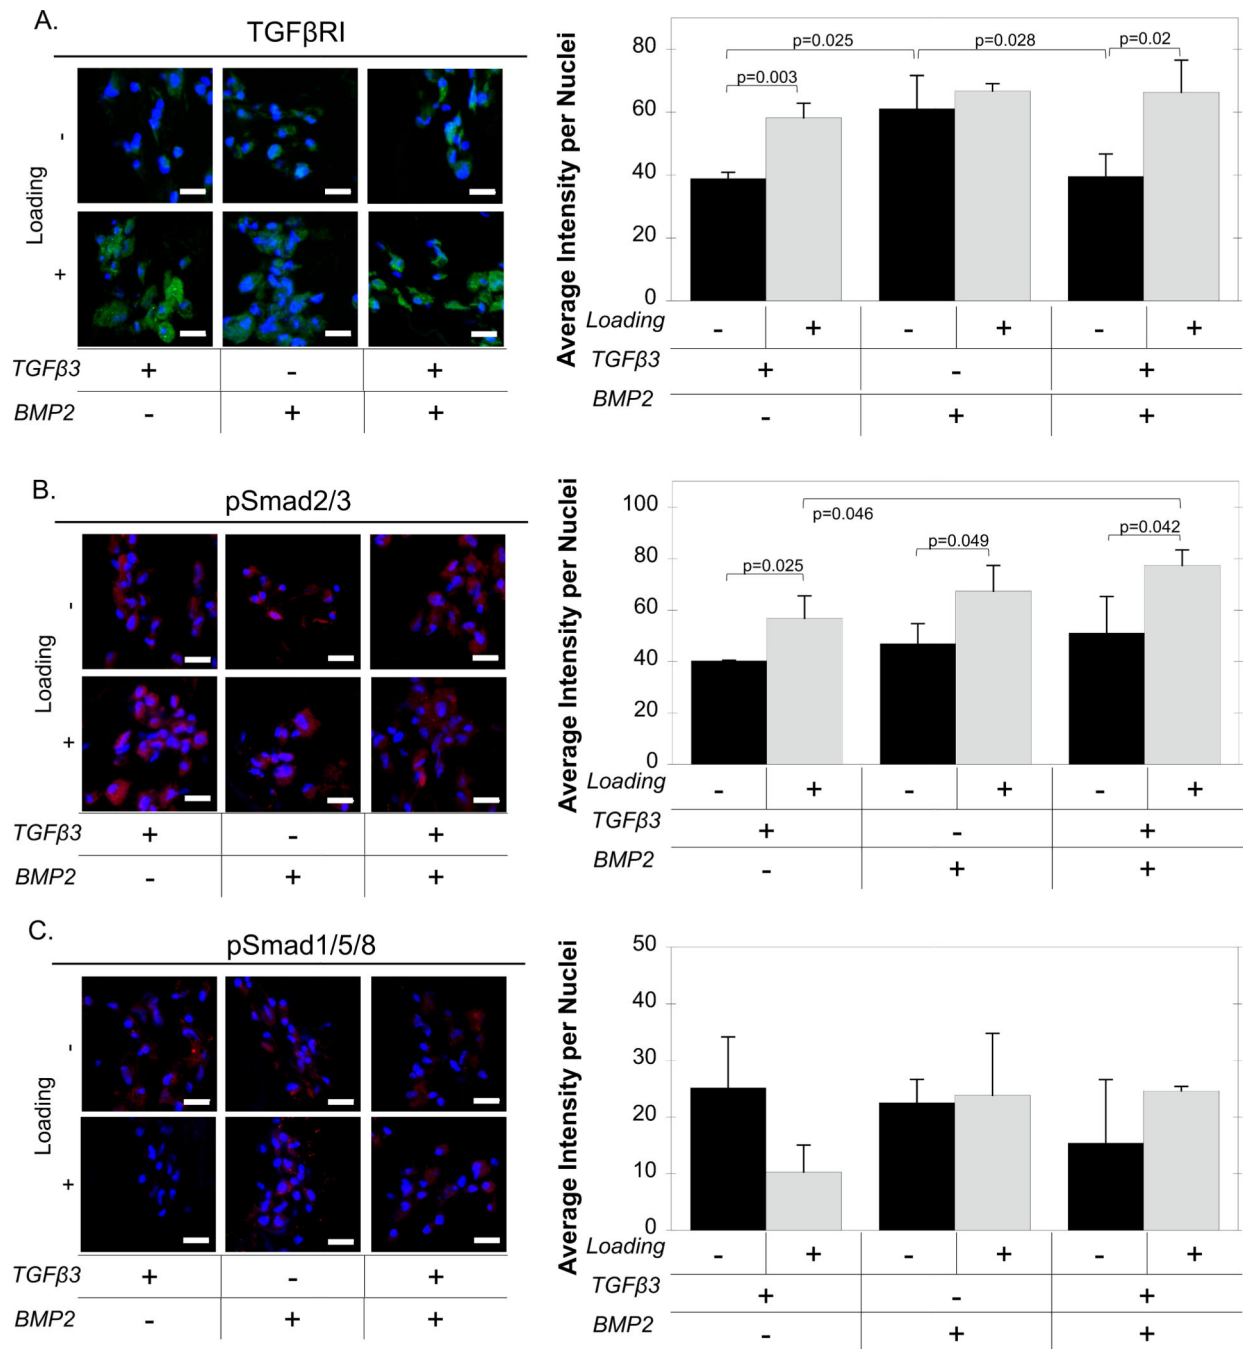 A.
TGFβRI
Loading
-
+
TGFβ3 + - +
BMP2 - + +
Average Intensity per Nuclei
80
60
40
20
0
p=0.025
p=0.028
p=0.02
p=0.003
Loading - + - + - +
TGFβ3 + - +
BMP2 - + +
B.
pSmad2/3
Loading
-
+
TGFβ3 + - +
BMP2 - + +
Average Intensity per Nuclei
100
80
60
40
20
0
p=0.046
p=0.049
p=0.042
p=0.025
Loading - + - + - +
TGFβ3 + - +
BMP2 - + +
C.
pSmad1/5/8
Loading
-
+
TGFβ3 + - +
BMP2 - + +
Average Intensity per Nuclei
50
40
30
20
10
0
Loading - + - + - +
TGFβ3 + - +
BMP2 - + +